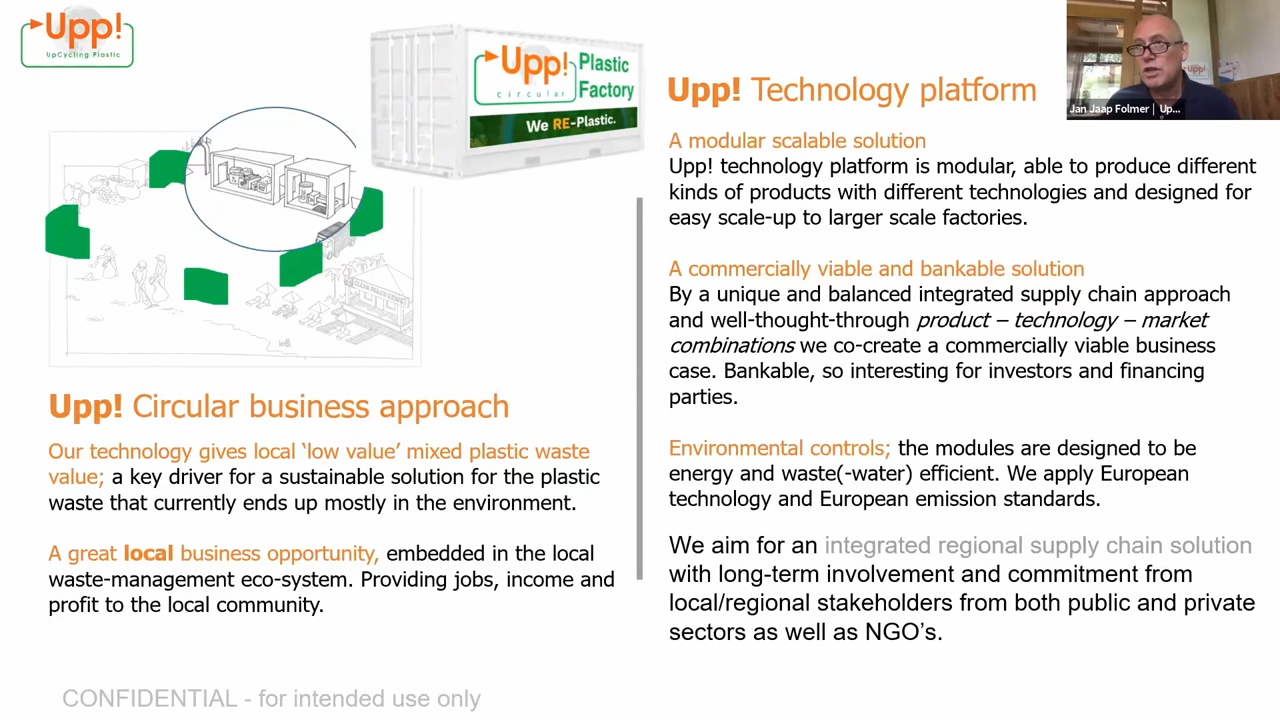 Upp!
UpCycling Plastic
Upp!
circular
Plastic
Factory
We RE-Plastic.
Upp!
Jan Jaap Folmer | Up...
Upp! Circular business approach
Our technology gives local ‘low value’ mixed plastic waste
value; a key driver for a sustainable solution for the plastic
waste that currently ends up mostly in the environment.
A great local business opportunity, embedded in the local
waste-management eco-system. Providing jobs, income and
profit to the local community.
Upp! Technology platform
A modular scalable solution
Upp! technology platform is modular, able to produce different
kinds of products with different technologies and designed for
easy scale-up to larger scale factories.
A commercially viable and bankable solution
By a unique and balanced integrated supply chain approach
and well-thought-through product – technology – market
combinations we co-create a commercially viable business
case. Bankable, so interesting for investors and financing
parties.
Environmental controls; the modules are designed to be
energy and waste(-water) efficient. We apply European
technology and European emission standards.
We aim for an integrated regional supply chain solution
with long-term involvement and commitment from
local/regional stakeholders from both public and private
sectors as well as NGO’s.
CONFIDENTIAL - for intended use only